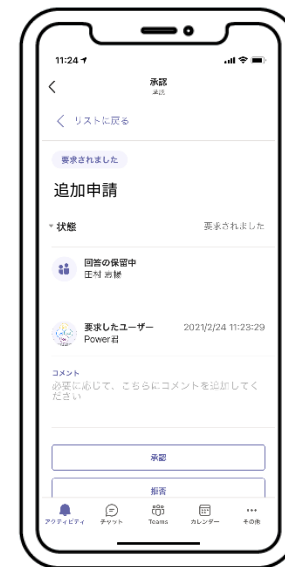 11:24
承認
承認
リストに戻る
要求されました
追加申請
状態
要求されました
回答の保留中
要求したユーザー
2021/2/24 11:23:29
Power君
コメント
必要に応じて、こちらにコメントを追加してく
ださい
承認
拒否
アクティビティ
チャット
Teams
カレンダー
その他